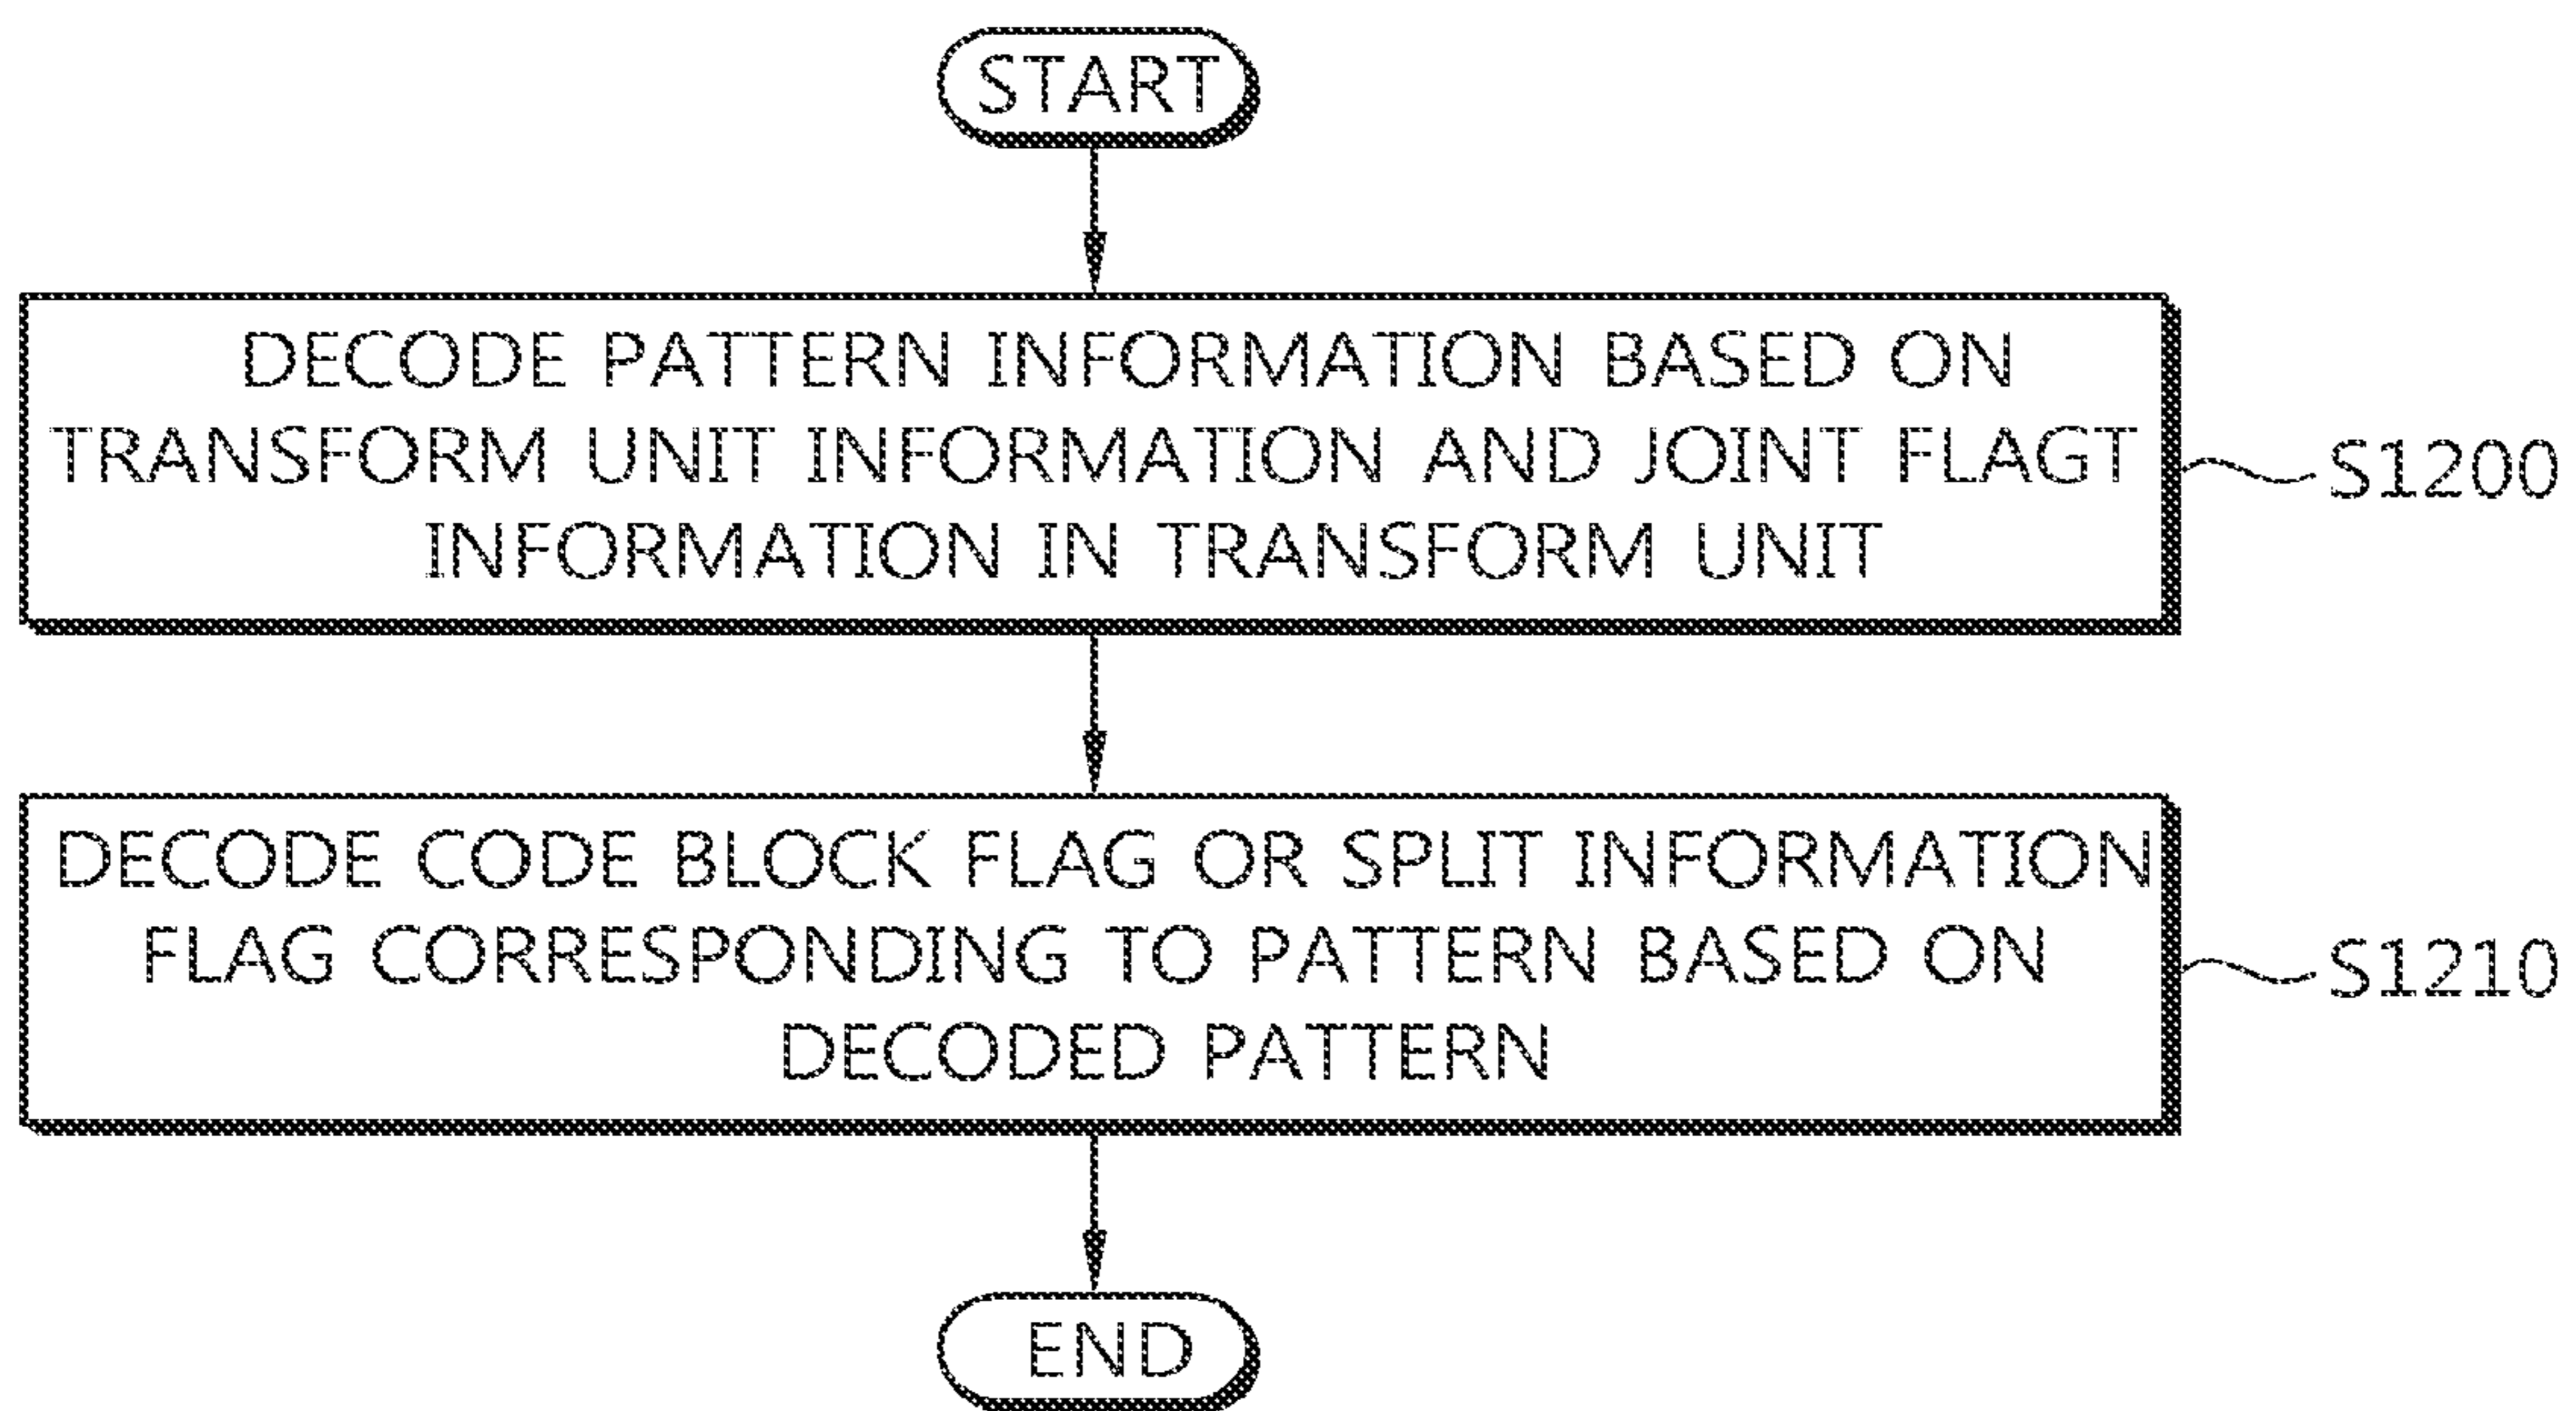 START
DECODE PATTERN INFORMATION BASED ON
TRANSFORM UNIT INFORMATION AND JOINT FLAGT
INFORMATION IN TRANSFORM UNIT
S1200
DECODE CODE BLOCK FLAG OR SPLIT INFORMATION
FLAG CORRESPONDING TO PATTERN BASED ON
DECODED PATTERN
S1210
END